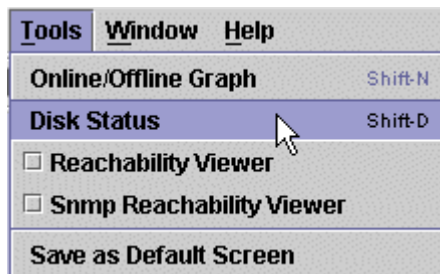 Tools Window Help
Online/Offline Graph Shift-N
Disk Status Shift-D
Reachability Viewer
Snmp Reachability Viewer
Save as Default Screen